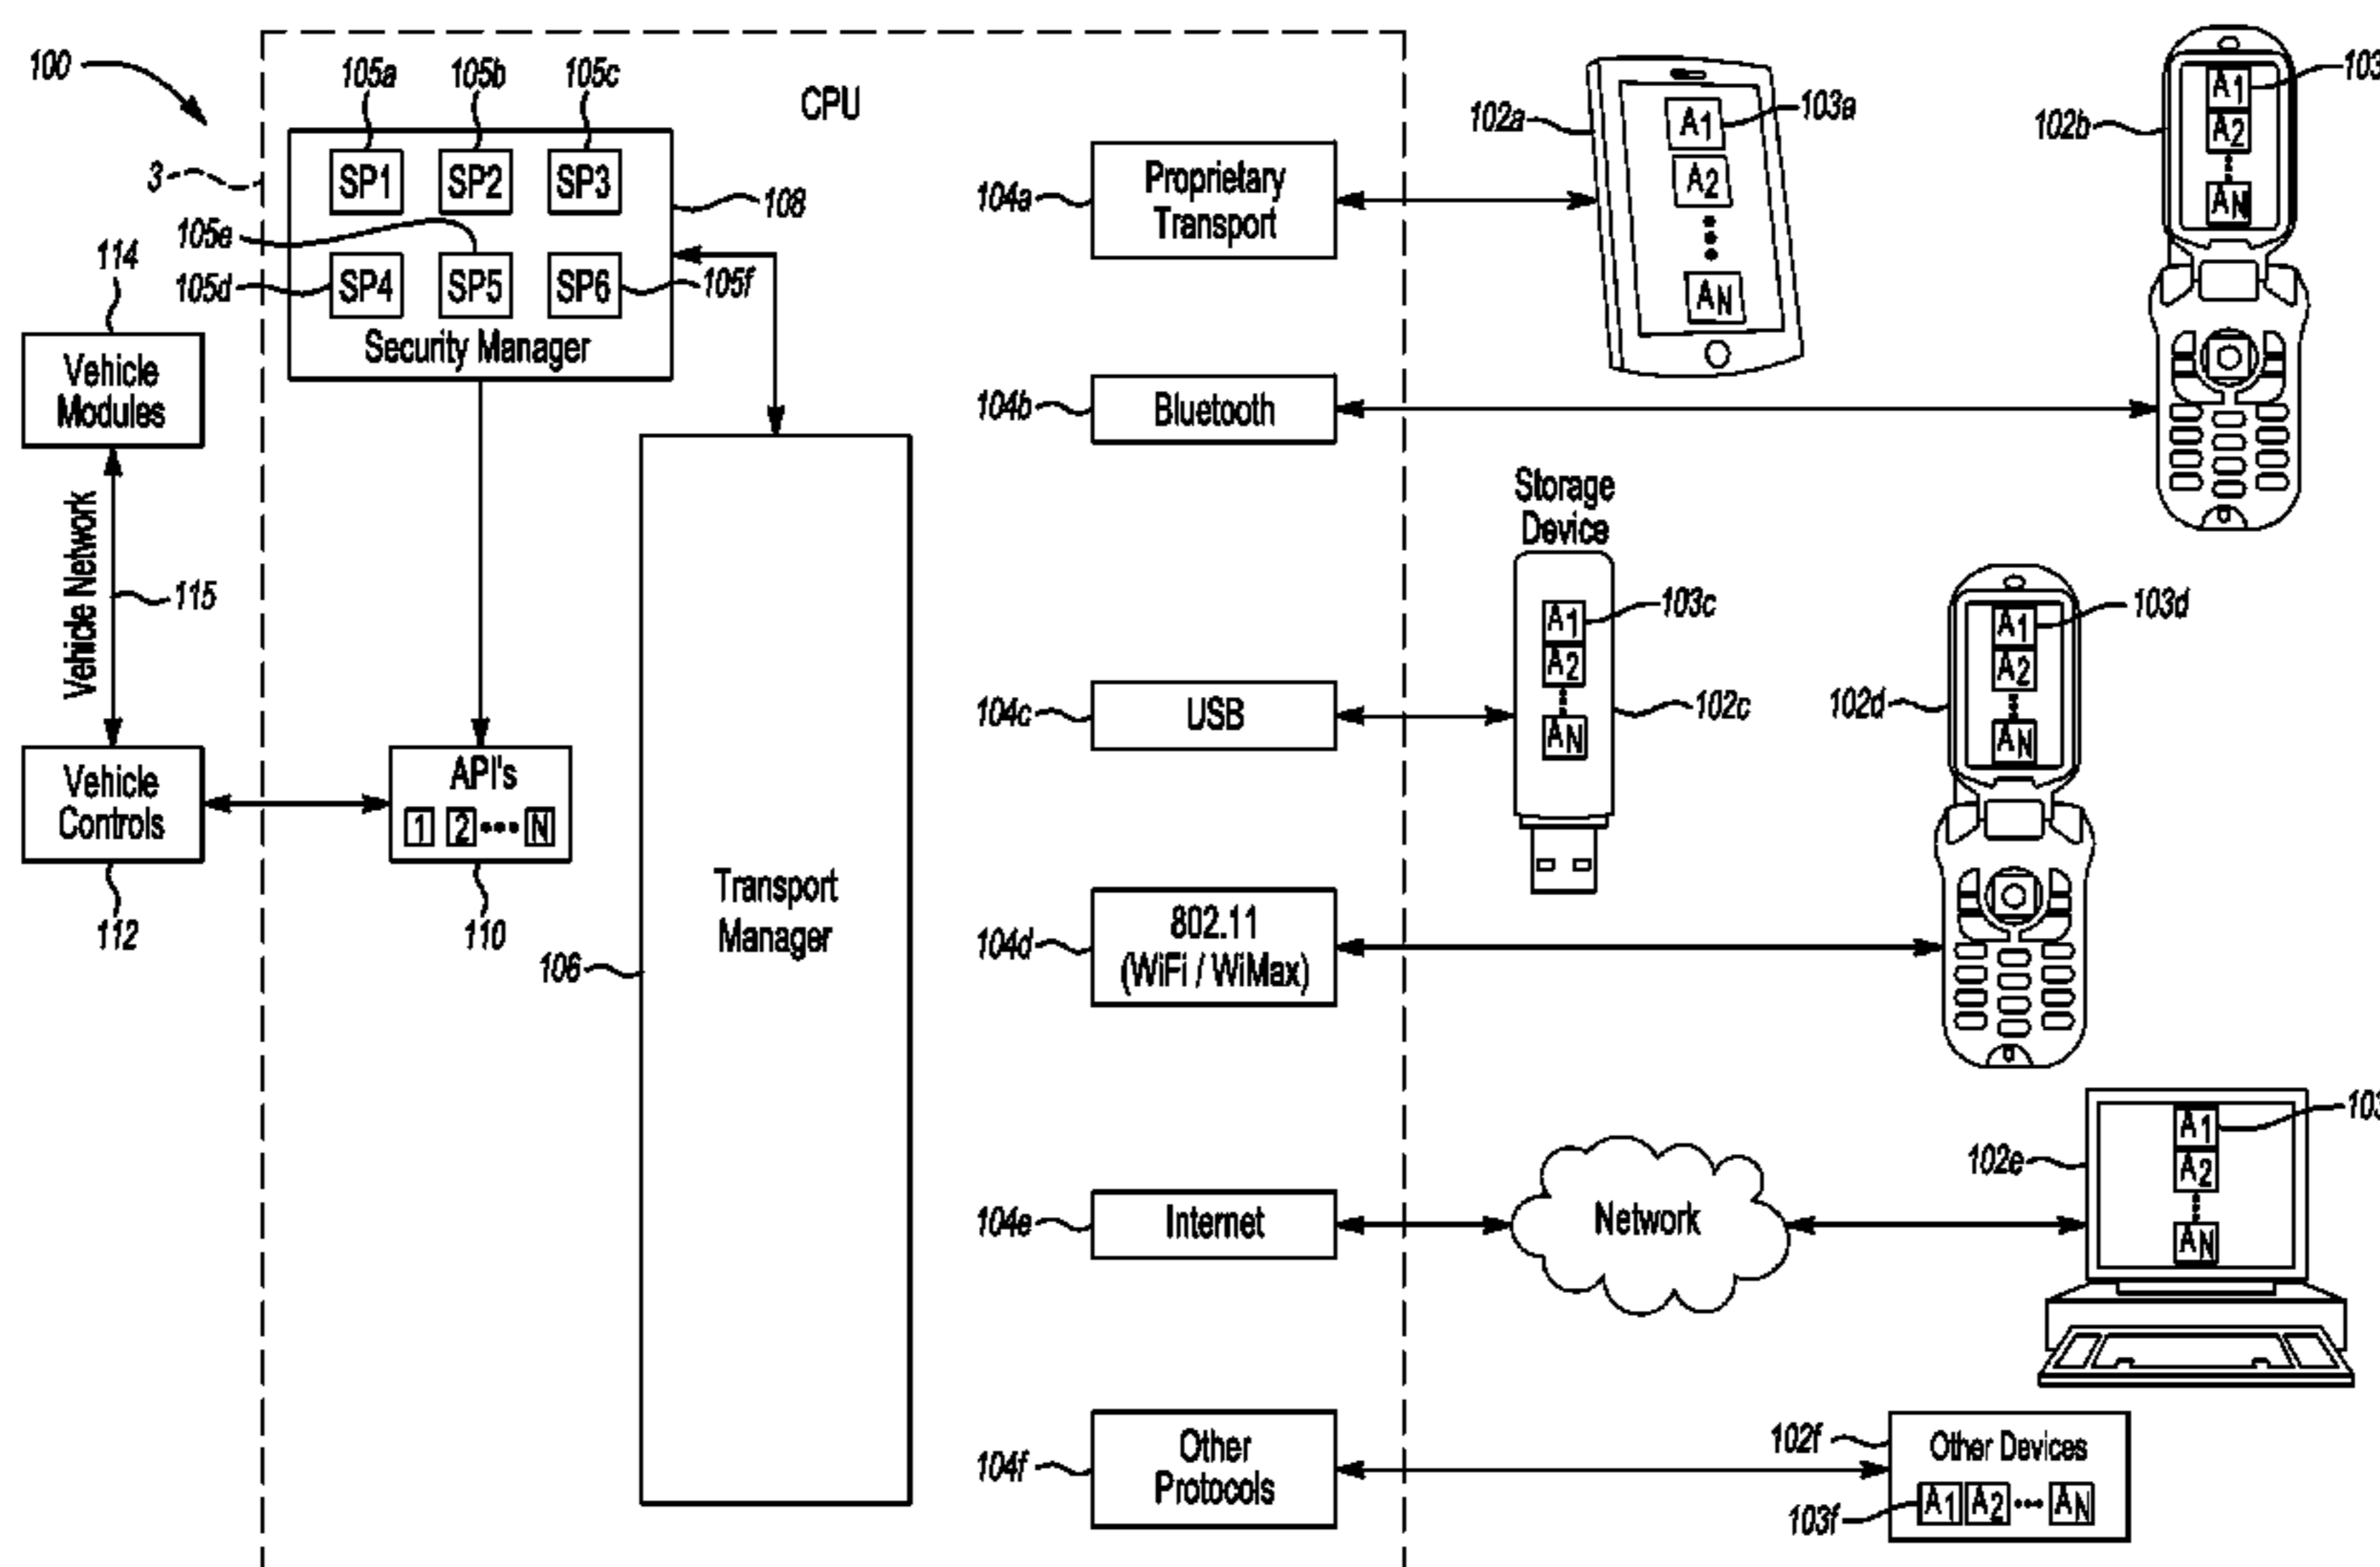 100
3
105a
105b
105c
CPU
SP1
SP2
SP3
108
105e
105d
SP4
SP5
SP6
105f
Security Manager
114
Vehicle
Modules
Vehicle Network
115
Vehicle
Controls
112
API's
1 2 ••• N
110
Transport
Manager
106
104a
Proprietary
Transport
104b
Bluetooth
104c
USB
104d
802.11
(WiFi / WiMax)
104e
Internet
104f
Other
Protocols
102a
A1
103a
A2
AN
102b
A1
103
A2
AN
Storage
Device
A1
103c
A2
AN
102c
102d
A1
103d
A2
AN
Network
102e
A1
103
A2
AN
102f
Other Devices
A1 A2 ••• AN
103f